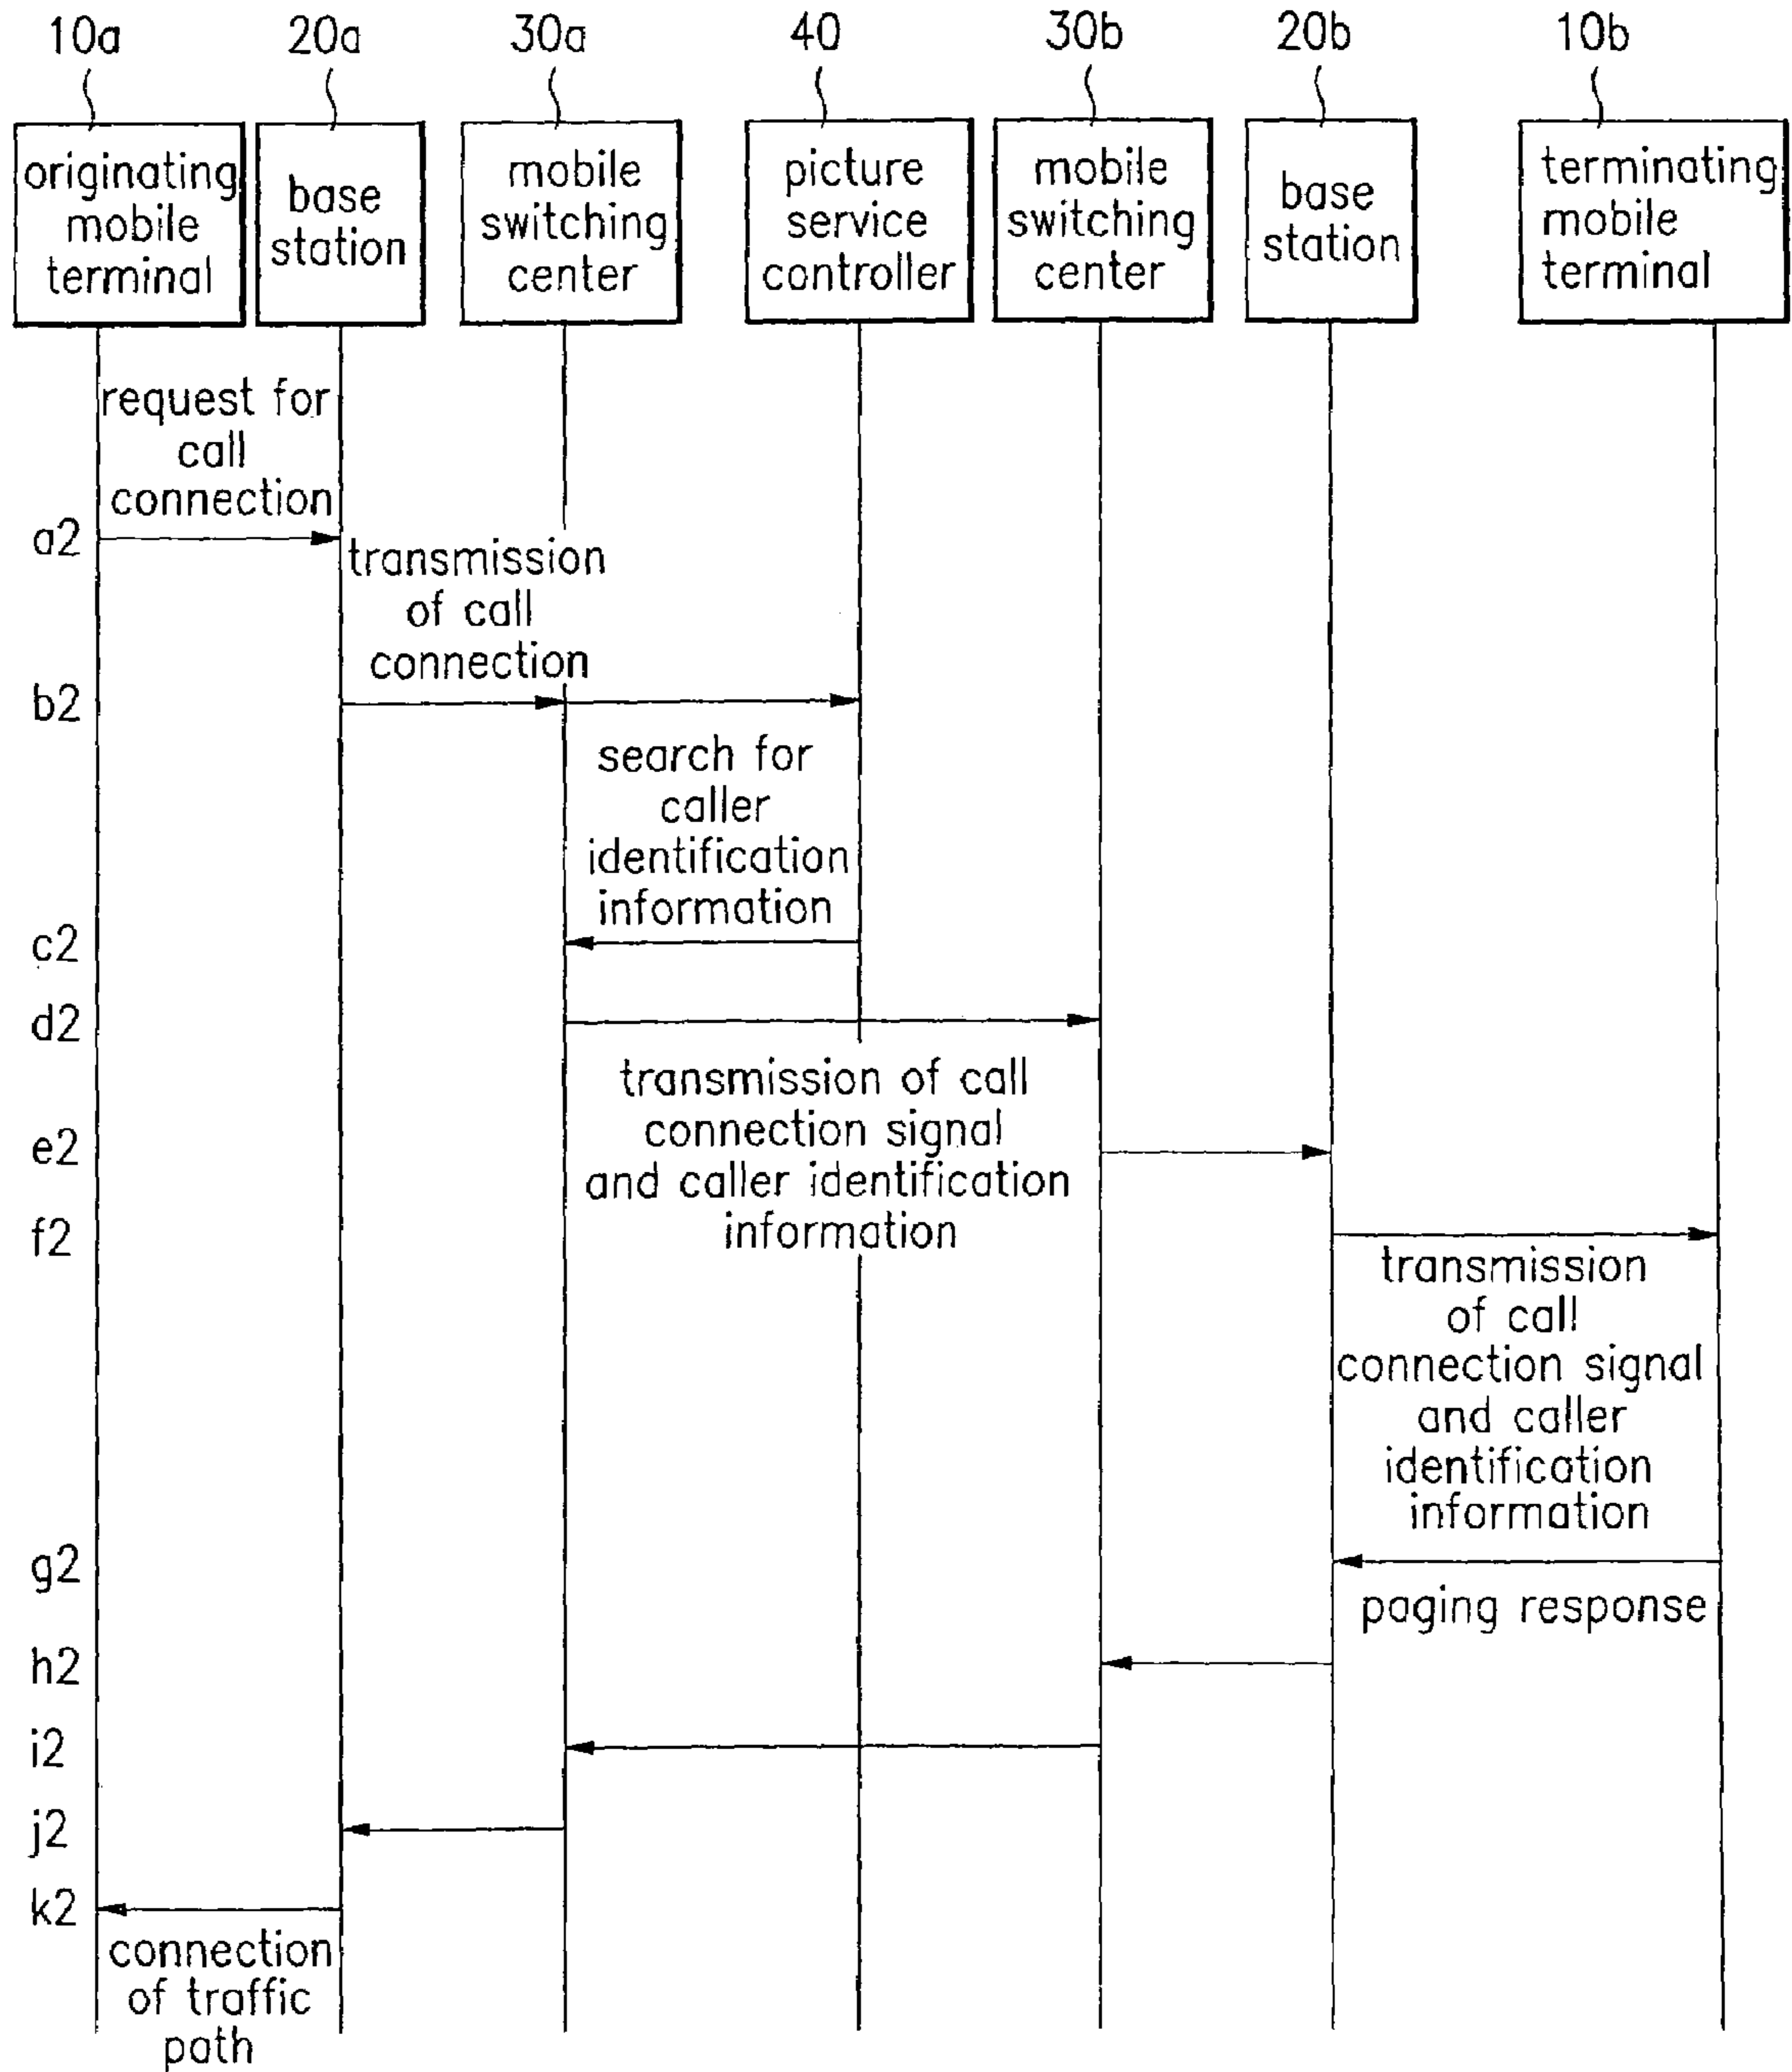 10a 20a 30a 40 30b 20b 10b
originating
mobile
terminal
base
station
mobile
switching
center
picture
service
controller
mobile
switching
center
base
station
terminating
mobile
terminal
request for
call
connection
a2
transmission
of call
connection
b2
search for
caller
identification
information
c2
d2
transmission of call
connection signal
and caller identification
information
e2
f2
transmission
of call
connection signal
and caller
identification
information
g2
paging response
h2
i2
j2
k2
connection
of traffic
path